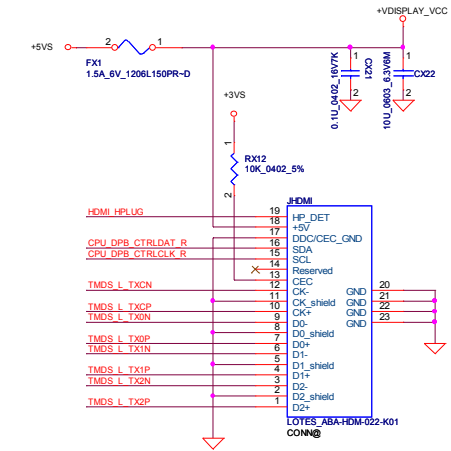 +VDISPLAY_VCC
+5VS
2
1
FX1
1.5A_6V_1206L150PR~D
1
CX21
0.1U_0402_16V7K
2
1
CX22
10U_0603_6.3V6M
2
+3VS
1
RX12
10K_0402_5%
2
JHDMI
HDMI_HPLUG 19 HP_DET
18 +5V
17 DDC/CEC_GND
CPU_DPB_CTRLDAT_R 16 SDA
CPU_DPB_CTRLCLK_R 15 SCL
14 Reserved
13 CEC
TMDS_L_TXCN 12 CK- GND 20
11 CK_shield GND 21
TMDS_L_TXCP 10 CK+ GND 22
TMDS_L_TX0N 9 D0- GND 23
8 D0_shield
TMDS_L_TX0P 7 D0+
TMDS_L_TX1N 6 D1-
5 D1_shield
TMDS_L_TX1P 4 D1+
TMDS_L_TX2N 3 D2-
2 D2_shield
TMDS_L_TX2P 1 D2+
LOTES_ABA-HDM-022-K01
CONN@